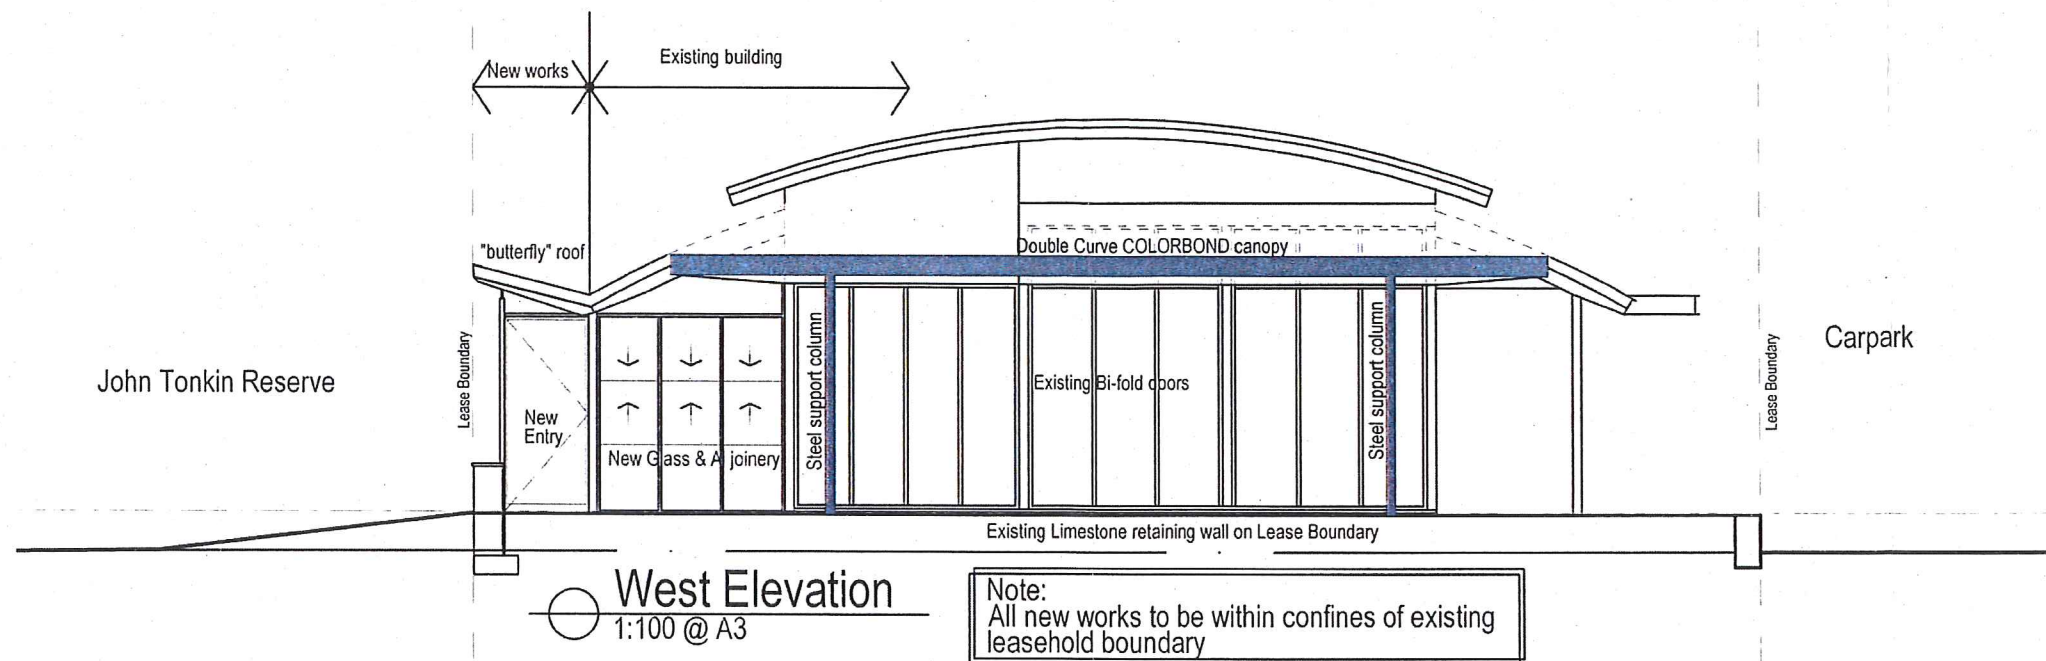 New works
Existing building
"butterfly" roof
Double Curve COLORBOND canopy
Lease Boundary
Steel support column
Steel support column
Lease Boundary
Carpark
John Tonkin Reserve
Existing Bi-fold doors
New
Entry
New Glass & Al joinery
Existing Limestone retaining wall on Lease Boundary
West Elevation
1:100 @ A3
Note:
All new works to be within confines of existing
leasehold boundary